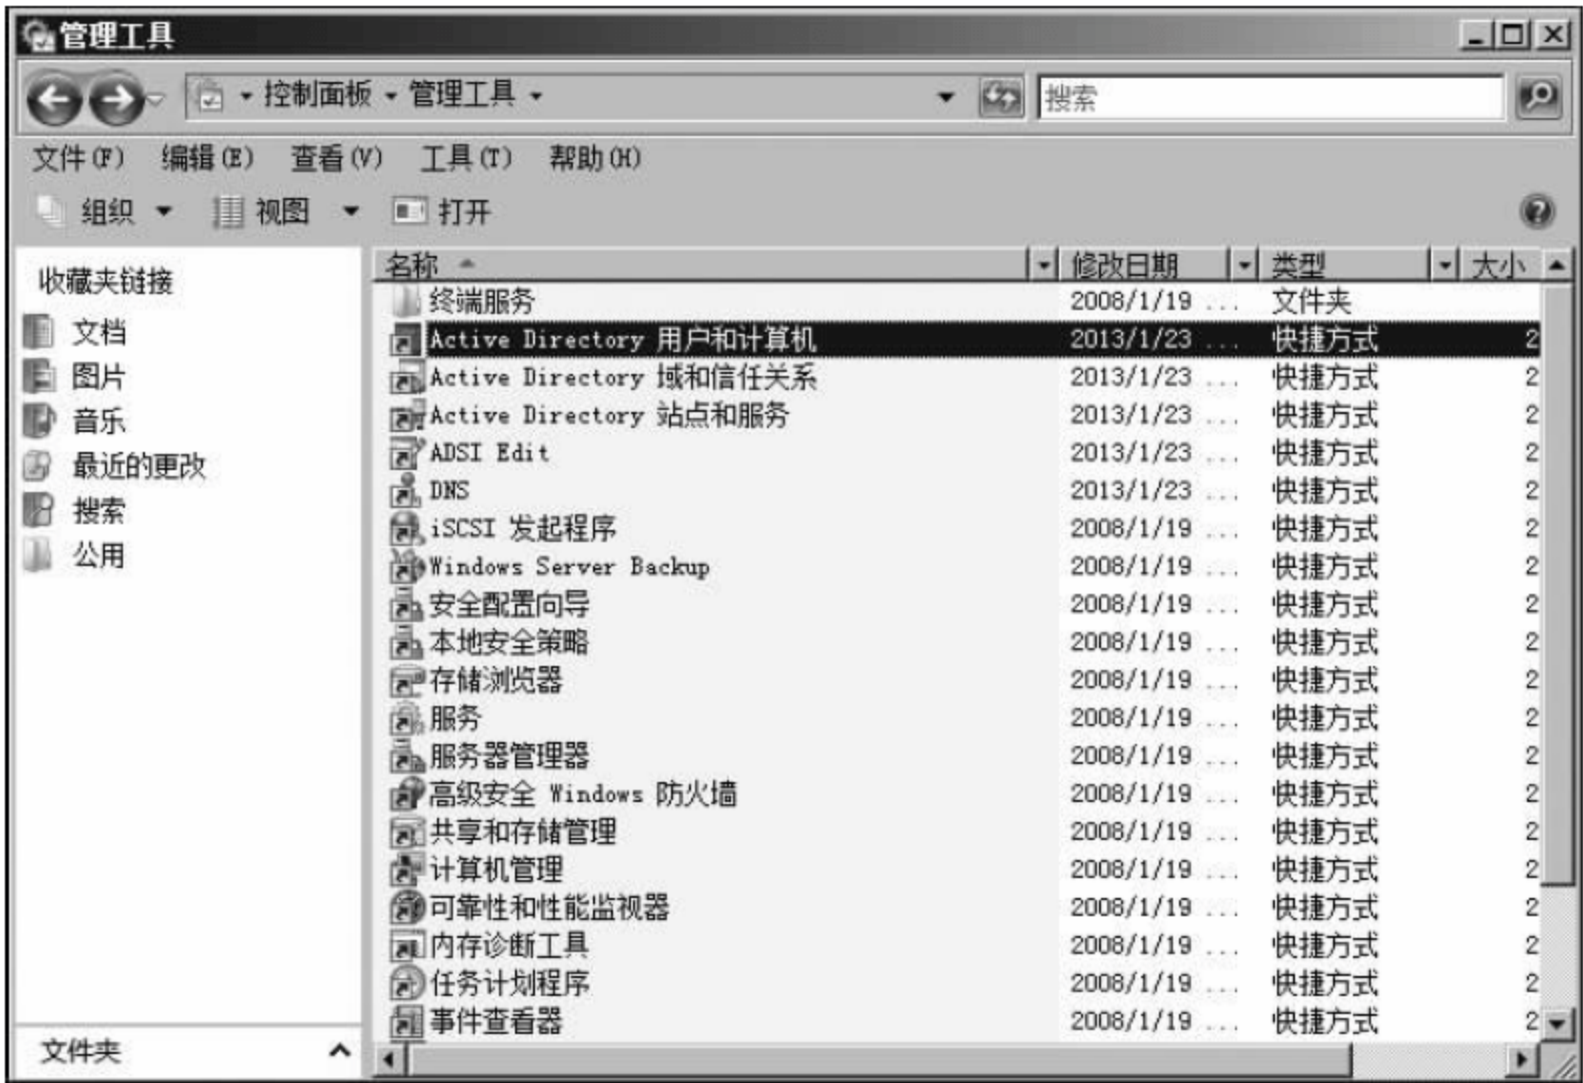 管理工具
控制面板 管理工具
搜索
文件(F) 编辑(E) 查看(V) 工具(T) 帮助(H)
组织 视图 打开
收藏夹链接
文档
图片
音乐
最近的更改
搜索
公用
文件夹
名称 修改日期 类型 大小
终端服务 2008/1/19 ... 文件夹
Active Directory 用户和计算机 2013/1/23 ... 快捷方式 2
Active Directory 域和信任关系 2013/1/23 ... 快捷方式 2
Active Directory 站点和服务 2013/1/23 ... 快捷方式 2
ADSI Edit 2013/1/23 ... 快捷方式 2
DNS 2013/1/23 ... 快捷方式 2
iSCSI 发起程序 2008/1/19 ... 快捷方式 2
Windows Server Backup 2008/1/19 ... 快捷方式 2
安全配置向导 2008/1/19 ... 快捷方式 2
本地安全策略 2008/1/19 ... 快捷方式 2
存储浏览器 2008/1/19 ... 快捷方式 2
服务 2008/1/19 ... 快捷方式 2
服务器管理器 2008/1/19 ... 快捷方式 2
高级安全 Windows 防火墙 2008/1/19 ... 快捷方式 2
共享和存储管理 2008/1/19 ... 快捷方式 2
计算机管理 2008/1/19 ... 快捷方式 2
可靠性和性能监视器 2008/1/19 ... 快捷方式 2
内存诊断工具 2008/1/19 ... 快捷方式 2
任务计划程序 2008/1/19 ... 快捷方式 2
事件查看器 2008/1/19 ... 快捷方式 2